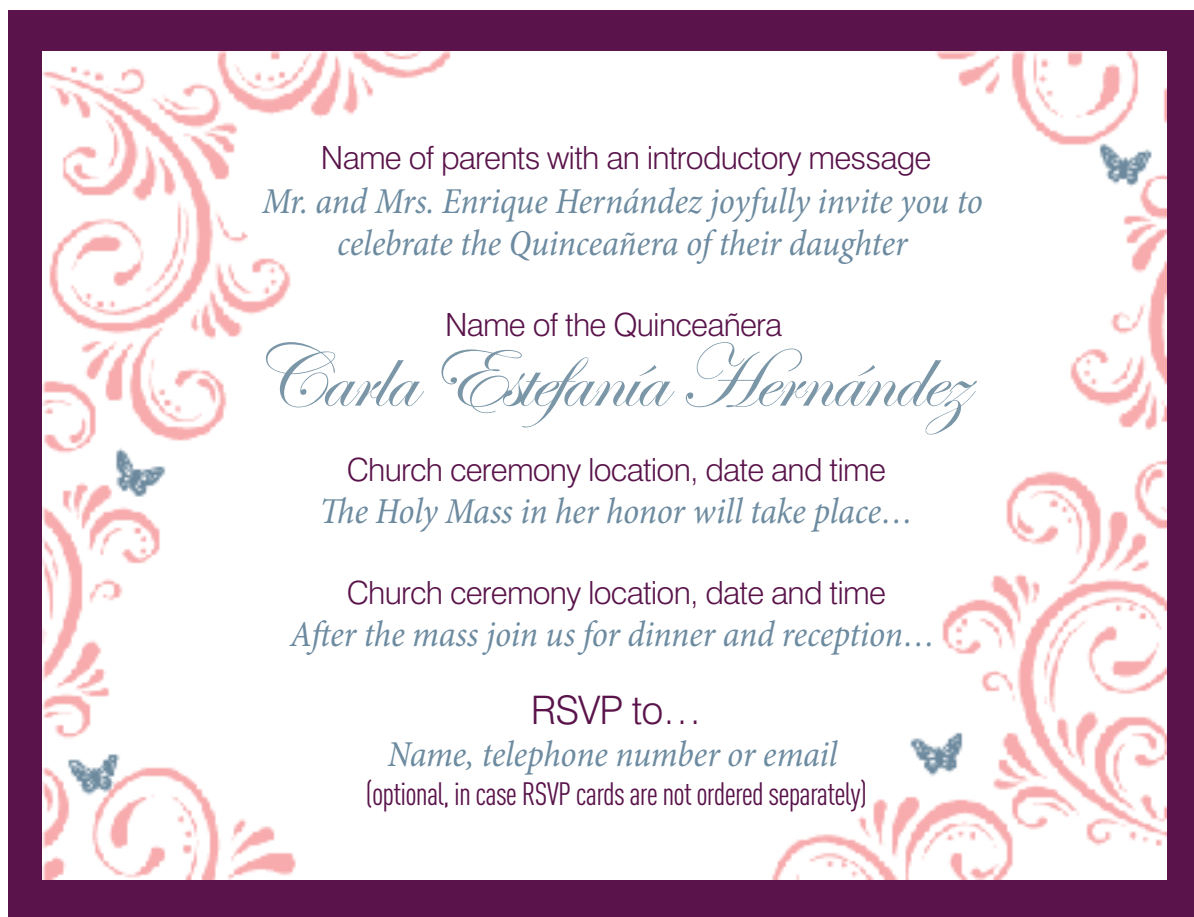 Name of parents with an introductory message
Mr. and Mrs. Enrique Hernández joyfully invite you to
celebrate the Quinceañera of their daughter
Name of the Quinceañera
Carla Estefanía Hernández
Church ceremony location, date and time
The Holy Mass in her honor will take place…
Church ceremony location, date and time
After the mass join us for dinner and reception…
RSVP to…
Name, telephone number or email
(optional, in case RSVP cards are not ordered separately)